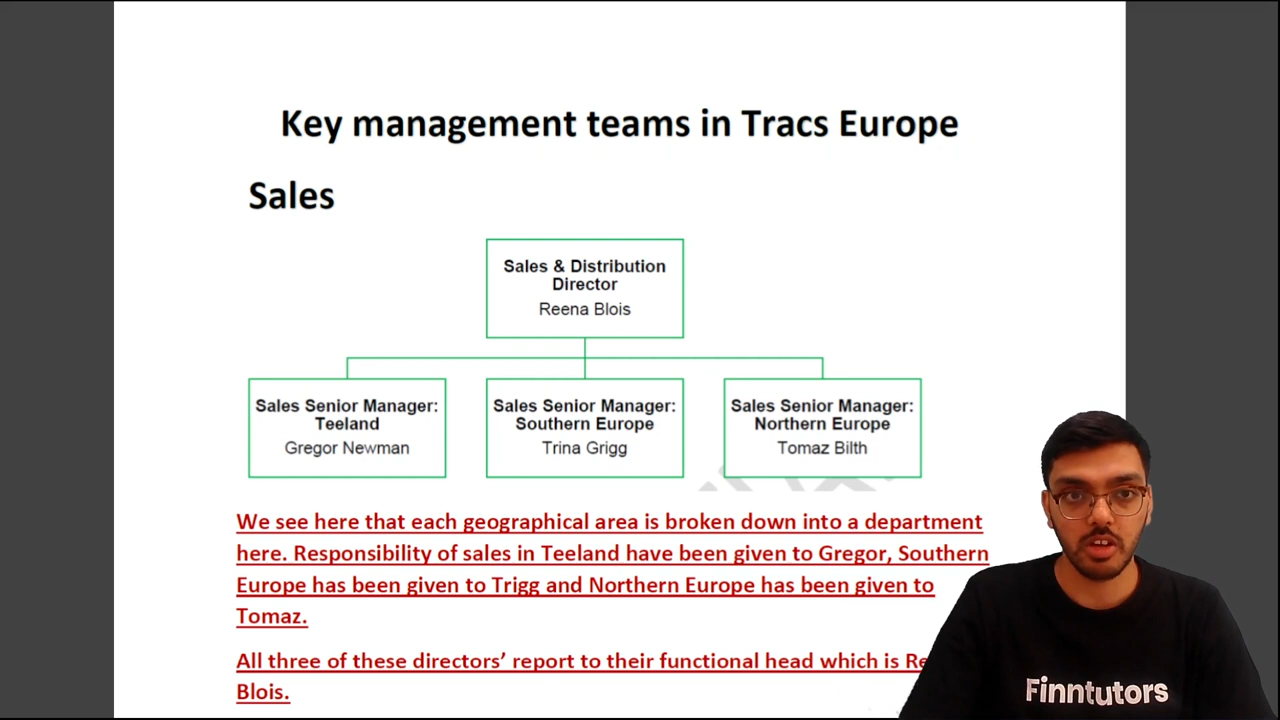 Key management teams in Tracs Europe
Sales
Sales & Distribution
Director
Reena Blois
Sales Senior Manager:
Teeland
Gregor Newman
Sales Senior Manager:
Southern Europe
Trina Grigg
Sales Senior Manager:
Northern Europe
Tomaz Bilth
We see here that each geographical area is broken down into a department
here. Responsibility of sales in Teeland have been given to Gregor, Southern
Europe has been given to Trigg and Northern Europe has been given to
Tomaz.
All three of these directors’ report to their functional head which is
Blois.
Finntutors